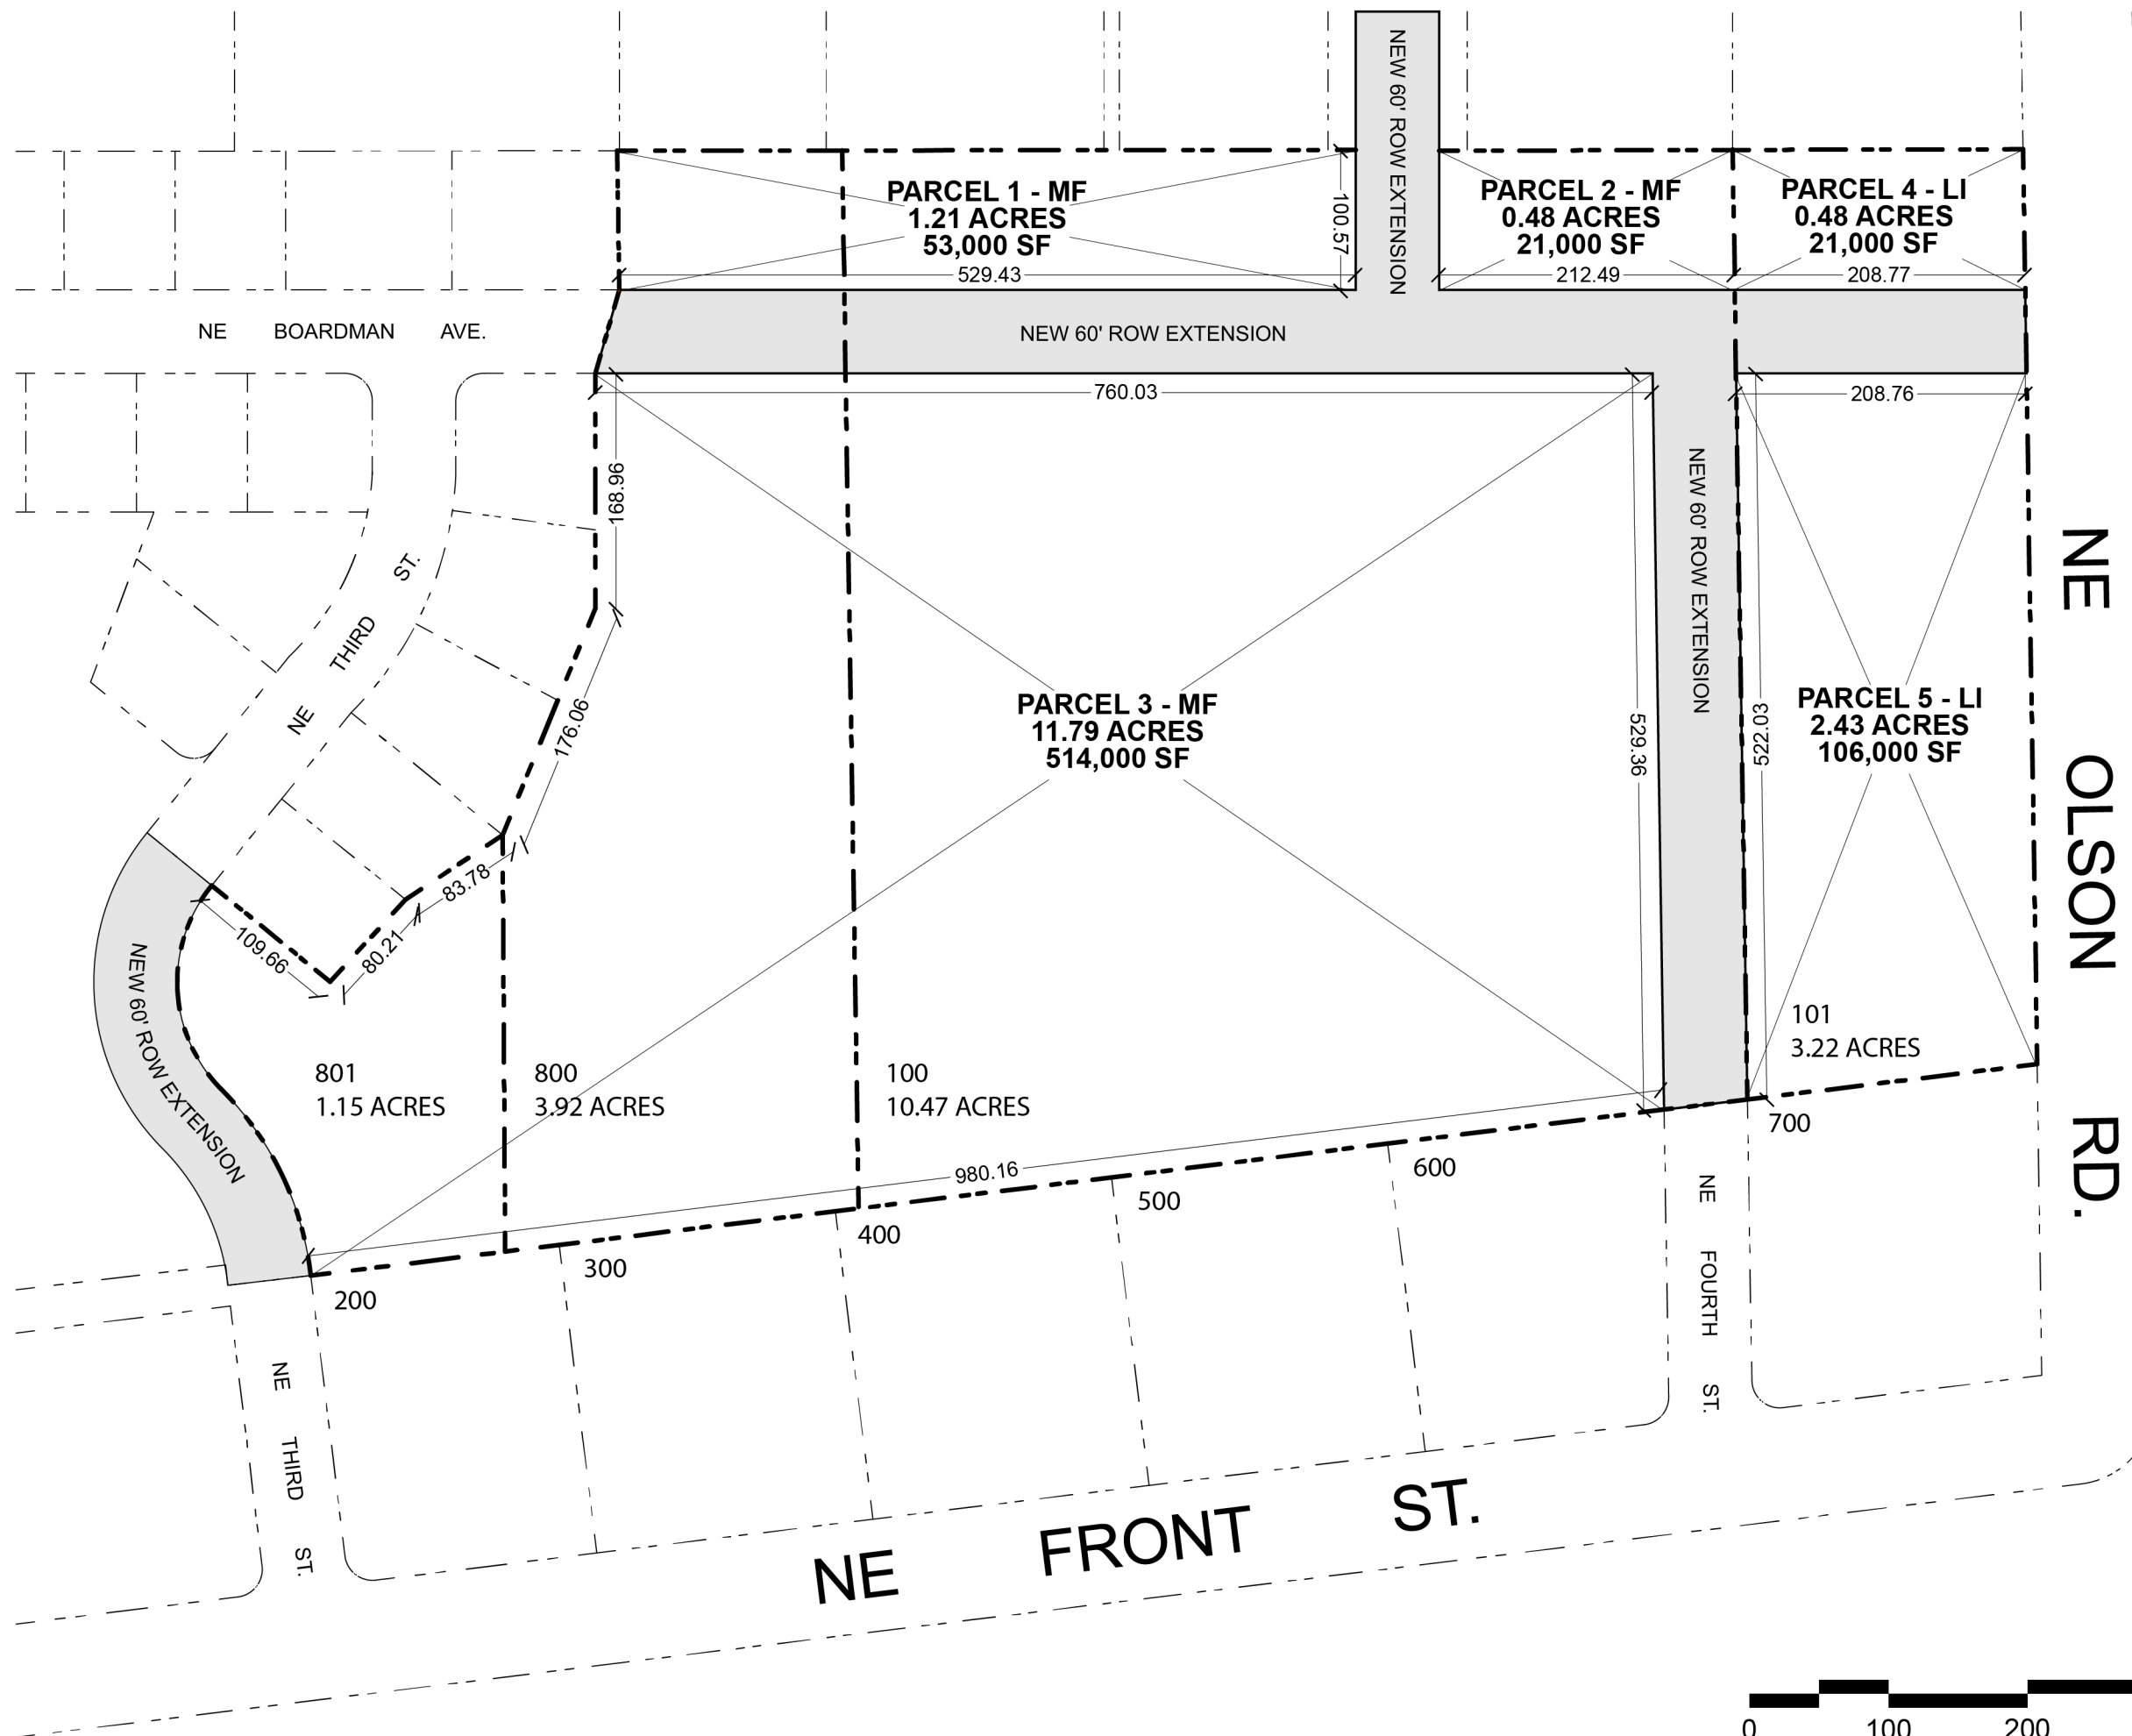 NEW 60' ROW EXTENSION
PARCEL 1 - MF
1.21 ACRES
53,000 SF
100.57
529.43
PARCEL 2 - MF
0.48 ACRES
21,000 SF
212.49
PARCEL 4 - LI
0.48 ACRES
21,000 SF
208.77
NE BOARDMAN AVE.
NEW 60' ROW EXTENSION
760.03
208.76
168.96
NE THIRD ST.
176.06
PARCEL 3 - MF
11.79 ACRES
514,000 SF
529.36
NEW 60' ROW EXTENSION
522.03
PARCEL 5 - LI
2.43 ACRES
106,000 SF
NE OLSON RD.
83.78
80.21
109.66
NEW 60' ROW EXTENSION
801
1.15 ACRES
800
3.92 ACRES
100
10.47 ACRES
101
3.22 ACRES
980.16
200
300
400
500
600
700
NE THIRD ST.
NE FOURTH ST.
NE FRONT ST.
0 100 200